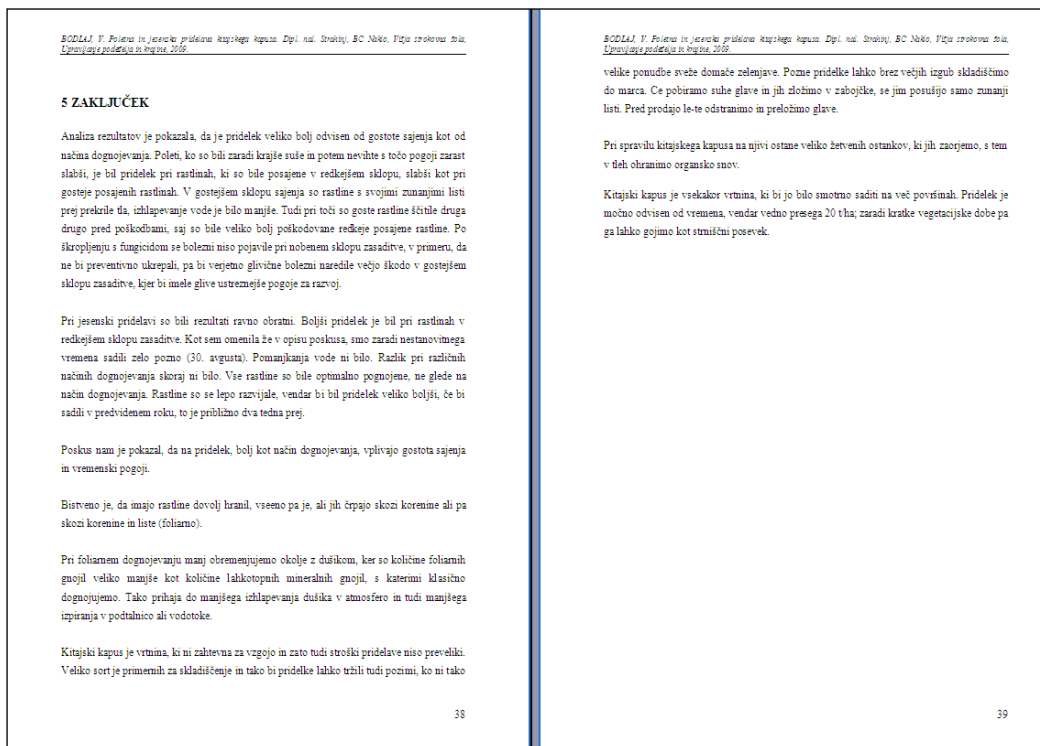 BODLAJ, V. Poletna in jesenska pridelava kitajskega kapusa. Dipl. nal. Strahinj, BC Naklo, Višja strokovna šola,
Upravljanje podeželja in krajine, 2009.
5 ZAKLJUČEK
Analiza rezultatov je pokazala, da je pridelek veliko bolj odvisen od gostote sajenja kot od
načina dognojevanja. Poleti, ko so bili zaradi krajše suše in potem nevihte s točo pogoji zarast
slabši, je bil pridelek pri rastlinah, ki so bile posajene v redkejšem sklopu, slabši kot pri
gosteje posajenih rastlinah. V gostejšem sklopu sajenja so rastline s svojimi zunanjimi listi
prej prekrile tla, izhlapevanje vode je bilo manjše. Tudi pri toči so goste rastline ščitile druga
drugo pred poškodbami, saj so bile veliko bolj poškodovane redkeje posajene rastline. Po
škropljenju s fungicidom se bolezni niso pojavile pri nobenem sklopu zasaditve, v primeru, da
ne bi preventivno ukrepali, pa bi verjetno glivične bolezni naredile večjo škodo v gostejšem
sklopu zasaditve, kjer bi imele glive ustreznejše pogoje za razvoj.
Pri jesenski pridelavi so bili rezultati ravno obratni. Boljši pridelek je bil pri rastlinah v
redkejšem sklopu zasaditve. Kot sem omenila že v opisu poskusa, smo zaradi nestanovitnega
vremena sadili zelo pozno (30. avgusta). Pomanjkanja vode ni bilo. Razlik pri različnih
načinih dognojevanja skoraj ni bilo. Vse rastline so bile optimalno pognojene, ne glede na
način dognojevanja. Rastline so se lepo razvijale, vendar bi bil pridelek veliko boljši, če bi
sadili v predvidenem roku, to je približno dva tedna prej.
Poskus nam je pokazal, da na pridelek, bolj kot način dognojevanja, vplivajo gostota sajenja
in vremenski pogoji.
Bistveno je, da imajo rastline dovolj hranil, vseeno pa je, ali jih črpajo skozi korenine ali pa
skozi korenine in liste (foliarno).
Pri foliarnem dognojevanju manj obremenjujemo okolje z dušikom, ker so količine foliarnih
gnojil veliko manjše kot količine lahkotopnih mineralnih gnojil, s katerimi klasično
dognojujemo. Tako prihaja do manjšega izhlapevanja dušika v atmosfero in tudi manjšega
izpiranja v podtalnico ali vodotoke.
Kitajski kapus je vrtnina, ki ni zahtevna za vzgojo in zato tudi stroški pridelave niso preveliki.
Veliko sort je primernih za skladiščenje in tako bi pridelke lahko tržili tudi pozimi, ko ni tako
38
BODLAJ, V. Poletna in jesenska pridelava kitajskega kapusa. Dipl. nal. Strahinj, BC Naklo, Višja strokovna šola,
Upravljanje podeželja in krajine, 2009.
velike ponudbe sveže domače zelenjave. Pozne pridelke lahko brez večjih izgub skladiščimo
do marca. Če pobiramo suhe glave in jih zložimo v zabojčke, se jim posušijo samo zunanji
listi. Pred prodajo le-te odstranimo in preložimo glave.
Pri spravilu kitajskega kapusa na njivi ostane veliko žetvenih ostankov, ki jih zaorjemo, s tem
v tleh ohranimo organsko snov.
Kitajski kapus je vsekakor vrtnina, ki bi jo bilo smotrno saditi na več površinah. Pridelek je
močno odvisen od vremena, vendar vedno presega 20 t/ha; zaradi kratke vegetacijske dobe pa
ga lahko gojimo kot strniščni posevek.
39